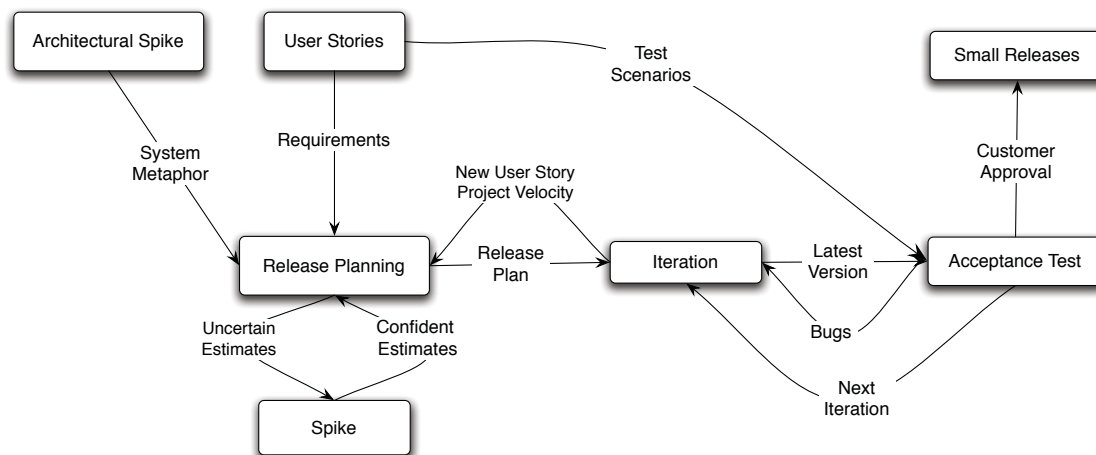 Architectural Spike
User Stories
Small Releases
Test
Scenarios
Requirements
System
Metaphor
Customer
Approval
New User Story
Project Velocity
Release Planning
Release
Plan
Iteration
Latest
Version
Acceptance Test
Uncertain
Estimates
Confident
Estimates
Bugs
Next
Iteration
Spike